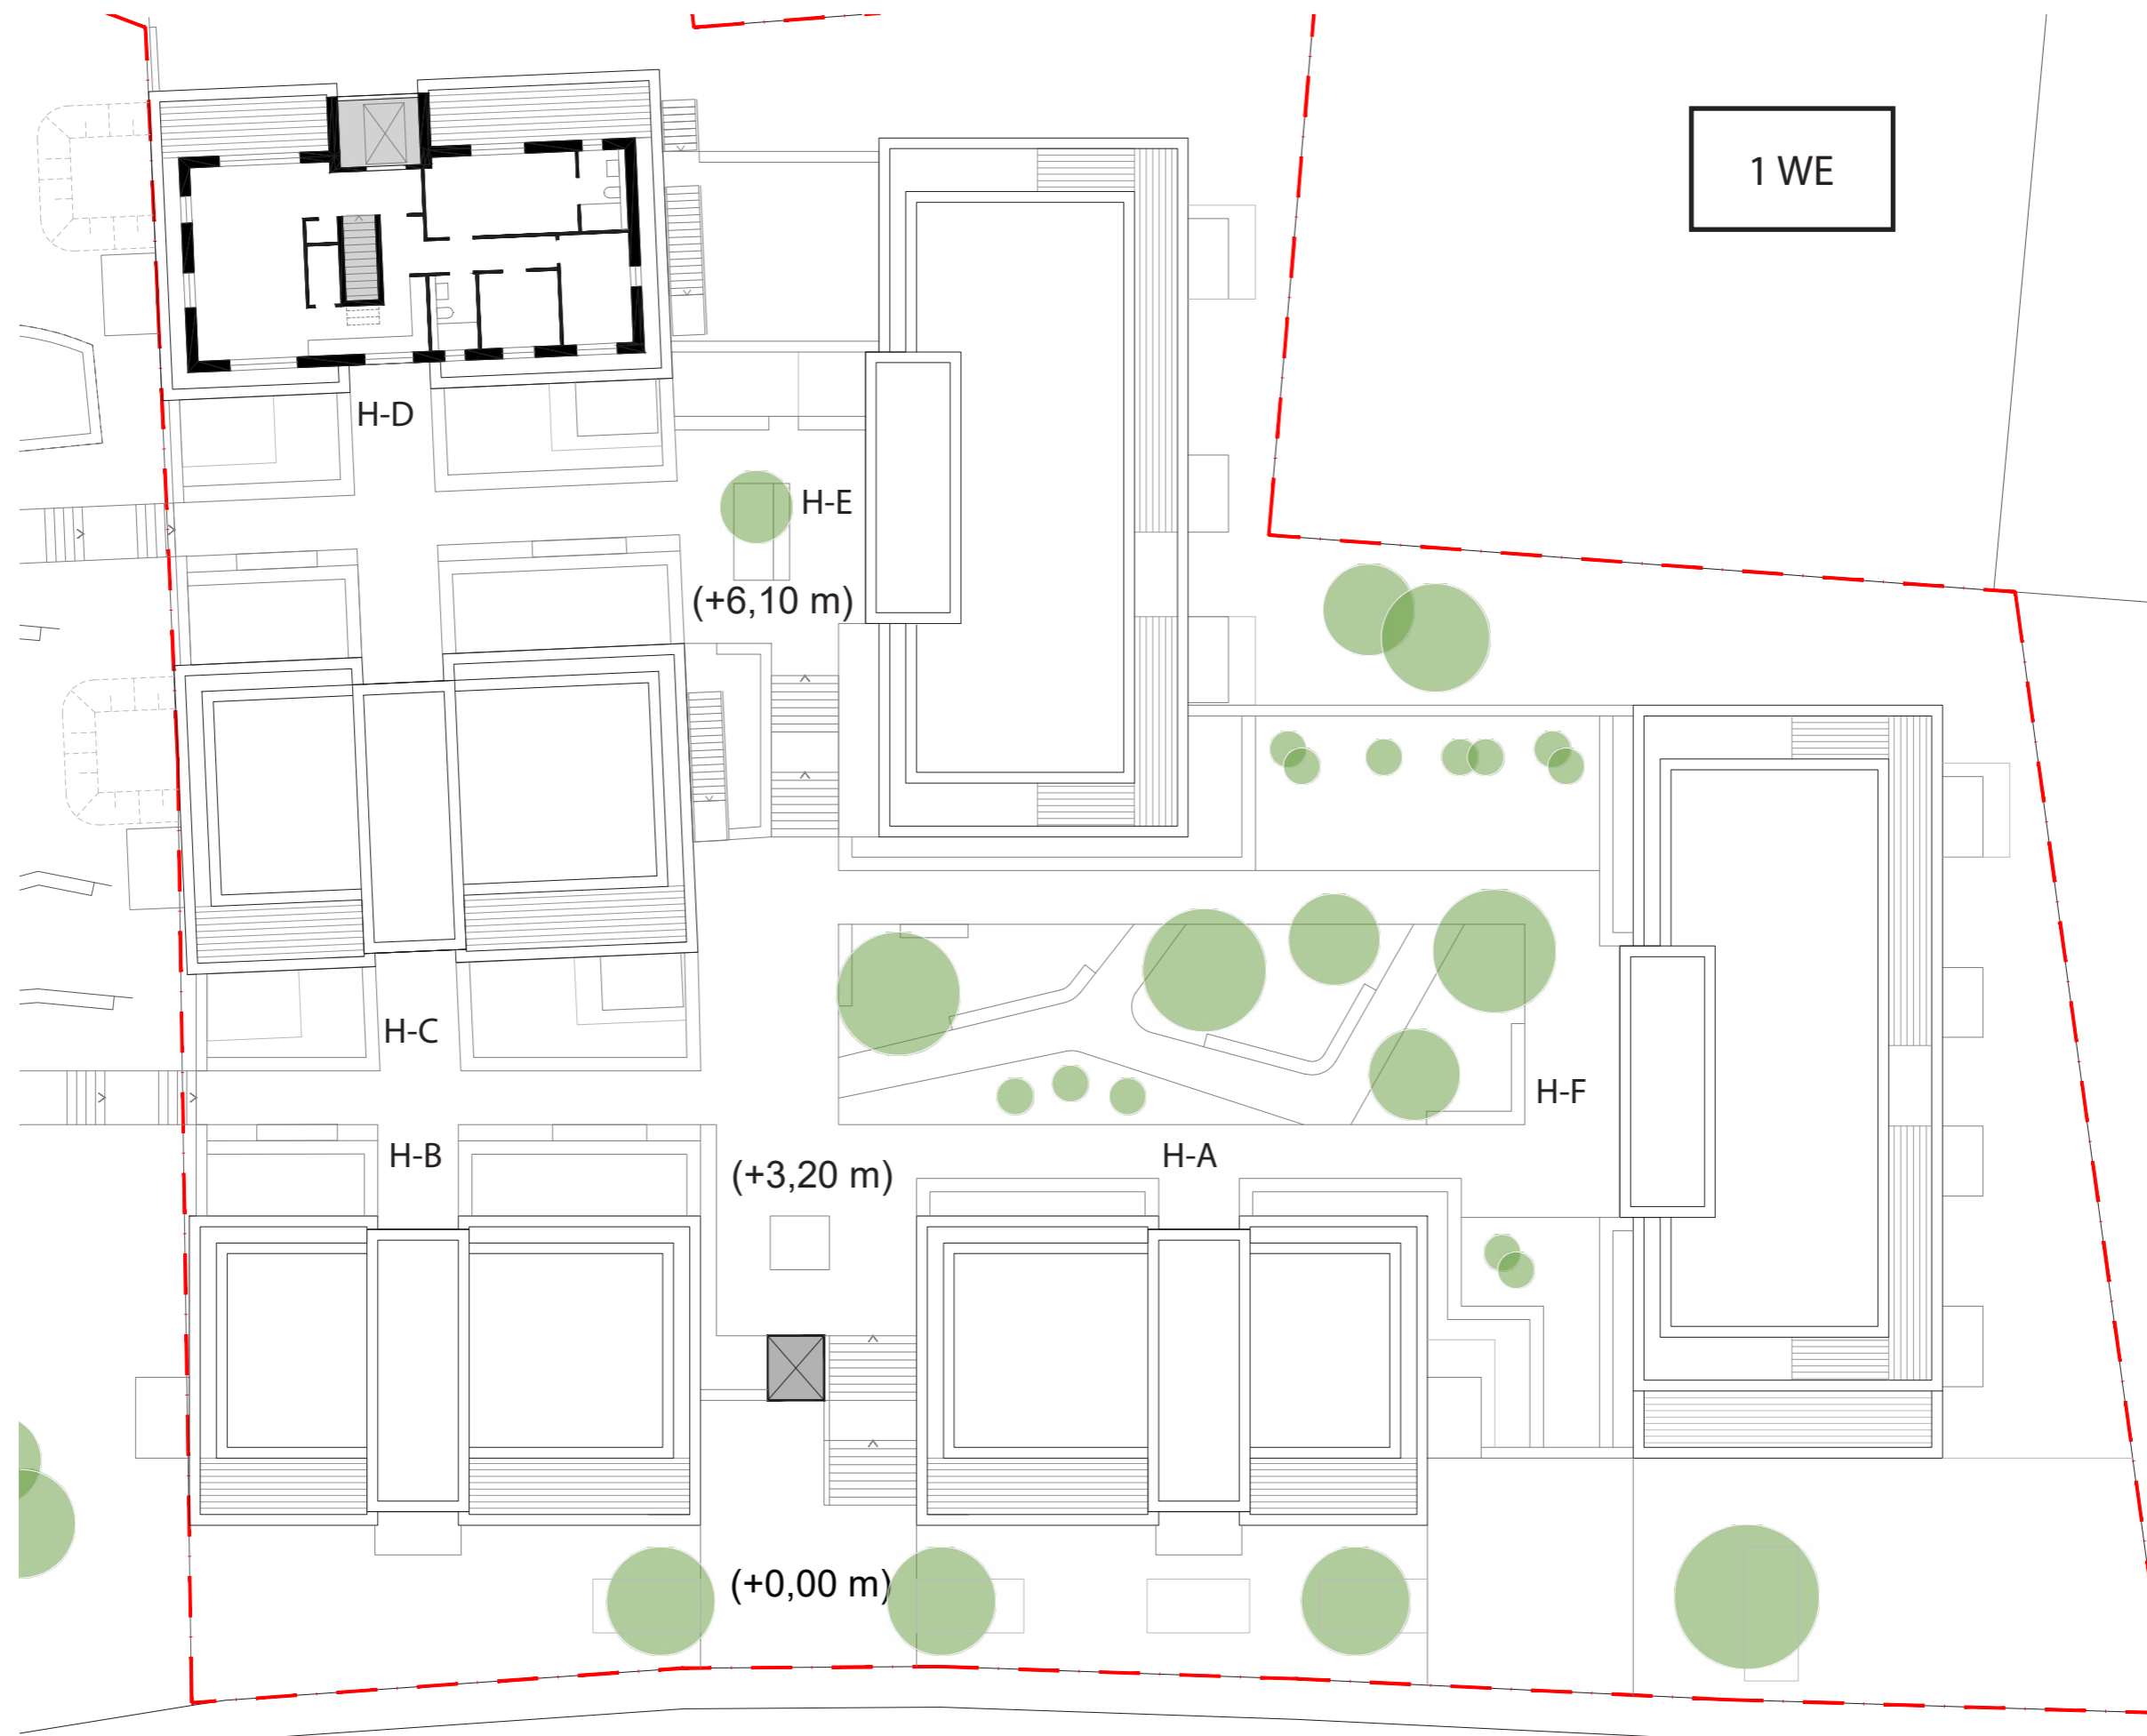 1 WE
H-D
H-E
(+6,10 m)
H-C
H-F
H-B
H-A
(+3,20 m)
(+0,00 m)